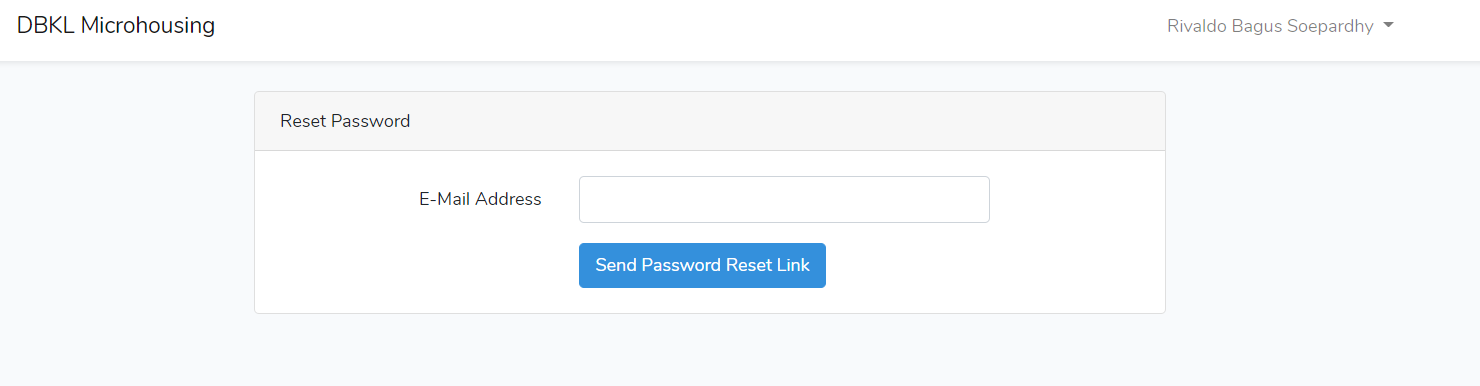 DBKL Microhousing
Rivaldo Bagus Soepardhy
Reset Password
E-Mail Address
Send Password Reset Link